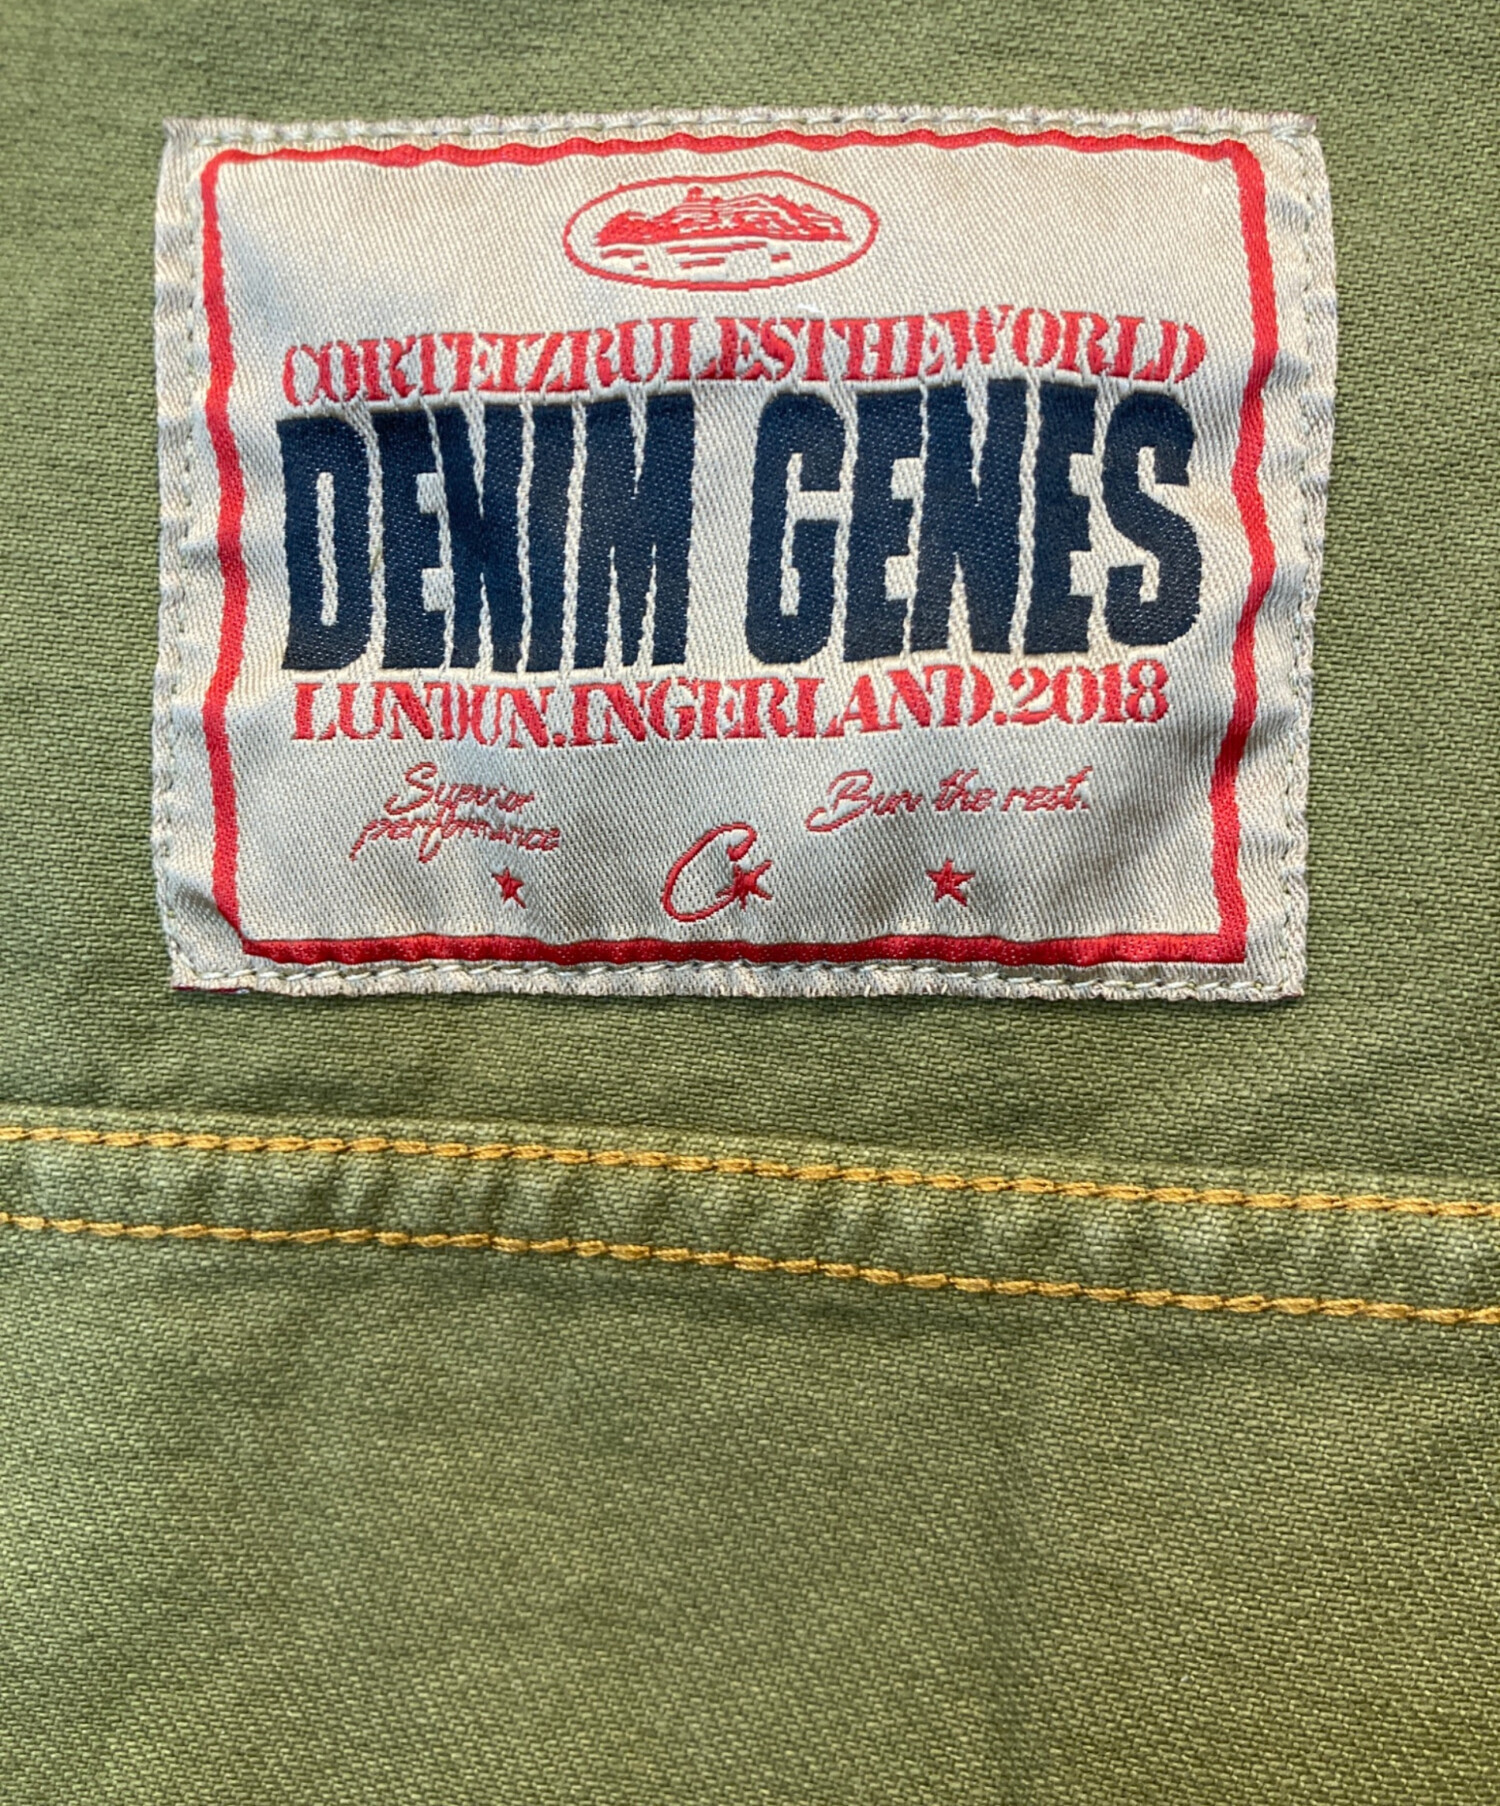 CORTEIZRULESTHEWORLD
DENIM GENES
LUNDUN.INGERLAND.2018
Superior
performance
Bun the rest.
C